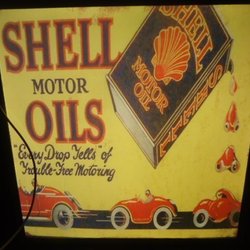 SHELL
MOTOR
OILS
"Every Drop Tells" of
Trouble-Free Motoring
SHELL
MOTOR
OIL